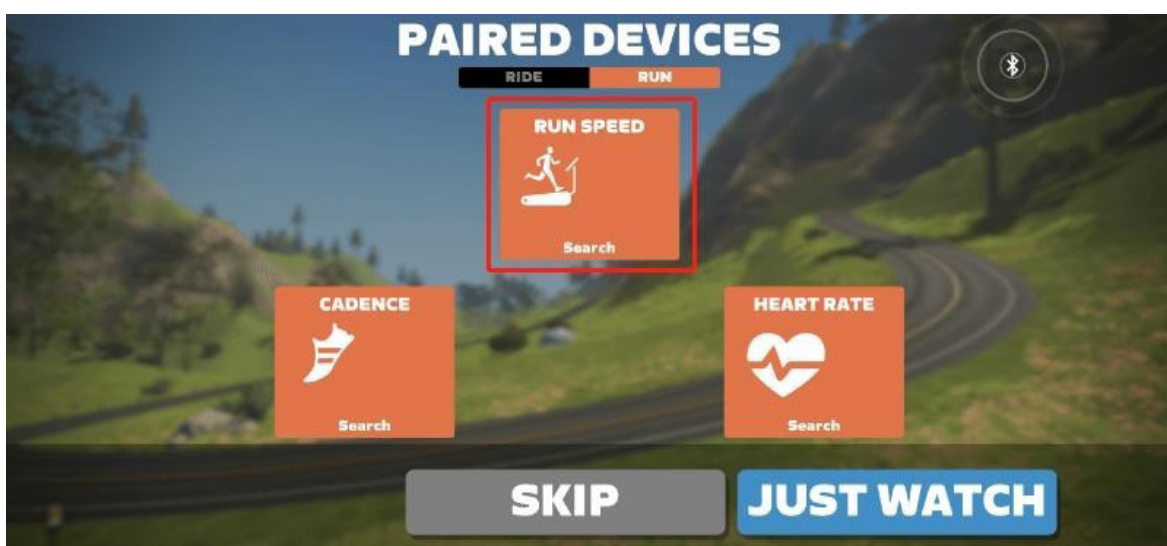 PAIRED DEVICES
RIDE
RUN
RUN SPEED
Search
CADENCE
Search
HEART RATE
Search
SKIP
JUST WATCH